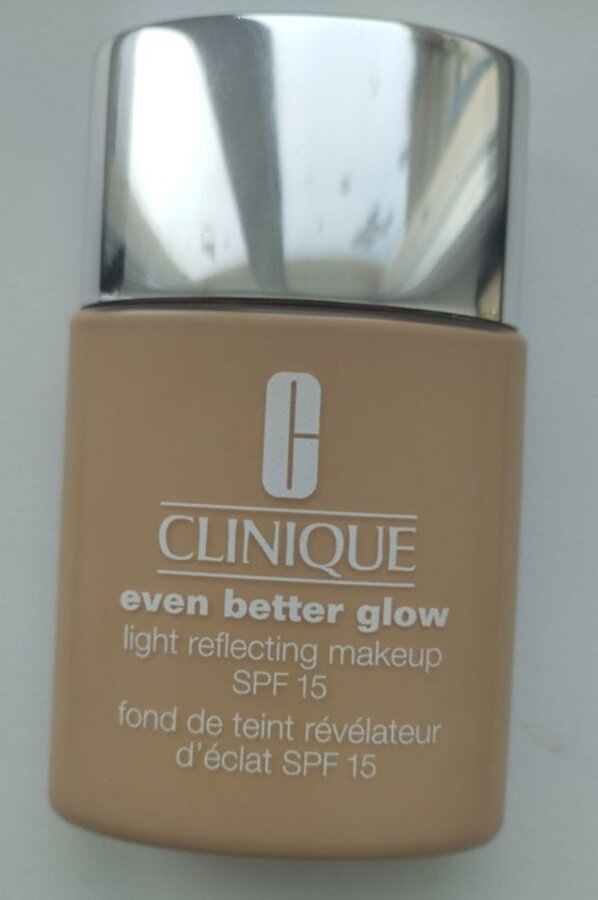 C
CLINIQUE
even better glow
light reflecting makeup
SPF 15
fond de teint révélateur
d'éclat SPF 15